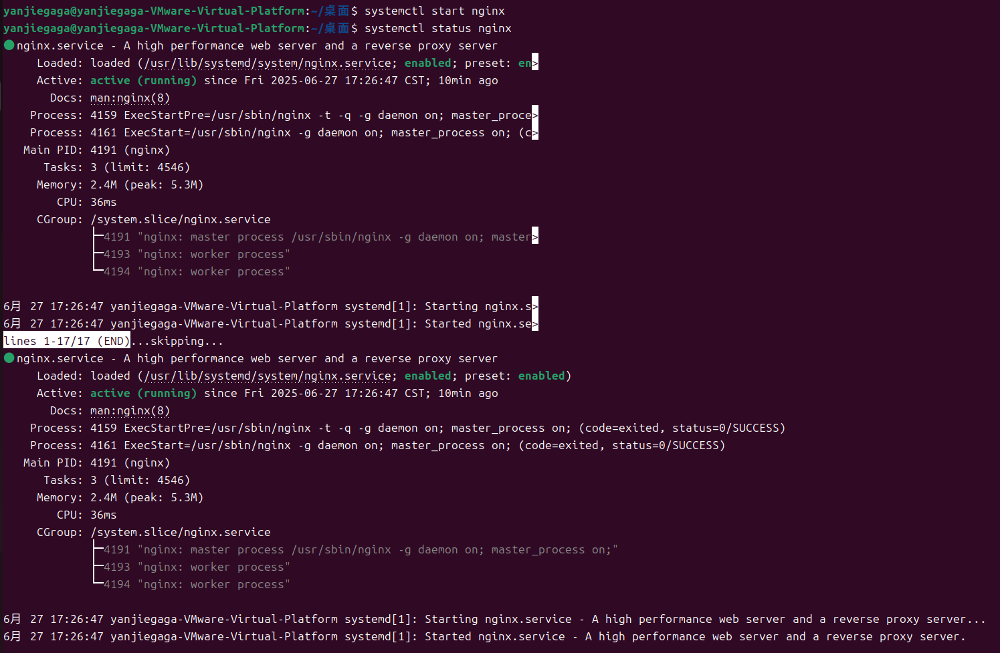 yanjiegaga@yanjiegaga-VMware-Virtual-Platform:~/桌面$ systemctl start nginx
yanjiegaga@yanjiegaga-VMware-Virtual-Platform:~/桌面$ systemctl status nginx
● nginx.service - A high performance web server and a reverse proxy server
     Loaded: loaded (/usr/lib/systemd/system/nginx.service; enabled; preset: en>
     Active: active (running) since Fri 2025-06-27 17:26:47 CST; 10min ago
       Docs: man:nginx(8)
    Process: 4159 ExecStartPre=/usr/sbin/nginx -t -q -g daemon on; master_proce>
    Process: 4161 ExecStart=/usr/sbin/nginx -g daemon on; master_process on; (c>
   Main PID: 4191 (nginx)
      Tasks: 3 (limit: 4546)
     Memory: 2.4M (peak: 5.3M)
        CPU: 36ms
     CGroup: /system.slice/nginx.service
             ├─4191 "nginx: master process /usr/sbin/nginx -g daemon on; master>
             ├─4193 "nginx: worker process"
             └─4194 "nginx: worker process"

6月 27 17:26:47 yanjiegaga-VMware-Virtual-Platform systemd[1]: Starting nginx.s>
6月 27 17:26:47 yanjiegaga-VMware-Virtual-Platform systemd[1]: Started nginx.se>
lines 1-17/17 (END)...skipping...
● nginx.service - A high performance web server and a reverse proxy server
     Loaded: loaded (/usr/lib/systemd/system/nginx.service; enabled; preset: enabled)
     Active: active (running) since Fri 2025-06-27 17:26:47 CST; 10min ago
       Docs: man:nginx(8)
    Process: 4159 ExecStartPre=/usr/sbin/nginx -t -q -g daemon on; master_process on; (code=exited, status=0/SUCCESS)
    Process: 4161 ExecStart=/usr/sbin/nginx -g daemon on; master_process on; (code=exited, status=0/SUCCESS)
   Main PID: 4191 (nginx)
      Tasks: 3 (limit: 4546)
     Memory: 2.4M (peak: 5.3M)
        CPU: 36ms
     CGroup: /system.slice/nginx.service
             ├─4191 "nginx: master process /usr/sbin/nginx -g daemon on; master_process on;"
             ├─4193 "nginx: worker process"
             └─4194 "nginx: worker process"

6月 27 17:26:47 yanjiegaga-VMware-Virtual-Platform systemd[1]: Starting nginx.service - A high performance web server and a reverse proxy server...
6月 27 17:26:47 yanjiegaga-VMware-Virtual-Platform systemd[1]: Started nginx.service - A high performance web server and a reverse proxy server.